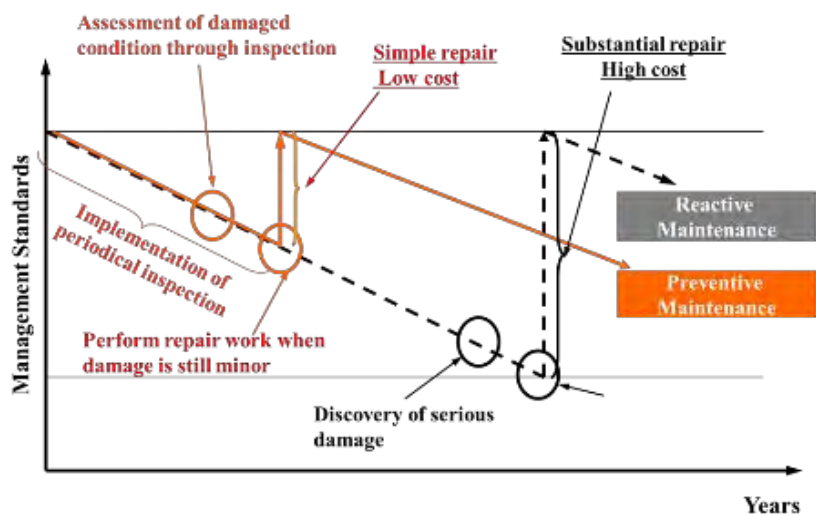 Assessment of damaged
condition through inspection
Simple repair
Low cost
Substantial repair
High cost
Management Standards
Implementation of
periodical inspection
Reactive
Maintenance
Preventive
Maintenance
Perform repair work when
damage is still minor
Discovery of serious
damage
Years